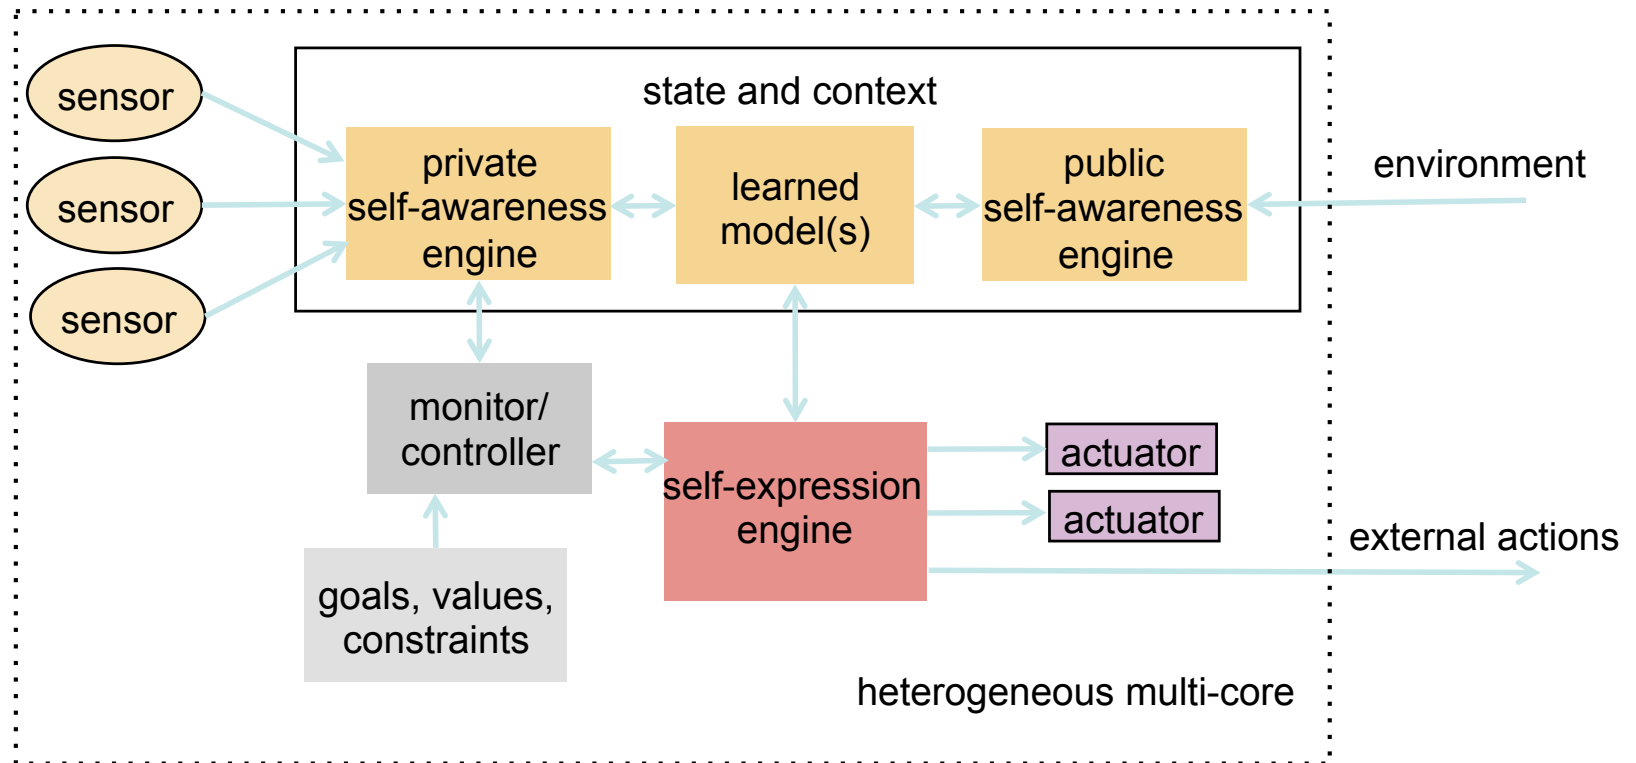 sensor
sensor
sensor
state and context
private
self-awareness
engine
learned
model(s)
public
self-awareness
engine
environment
monitor/
controller
self-expression
engine
actuator
actuator
external actions
goals, values,
constraints
heterogeneous multi-core